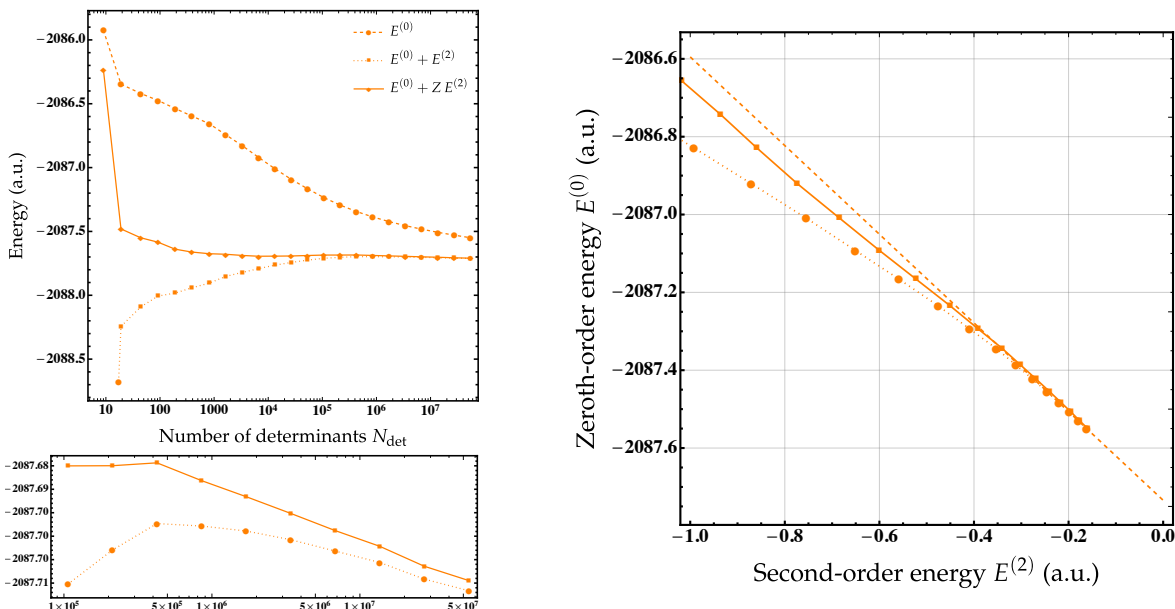 −2086.0
−2086.5
−2087.0
−2087.5
−2088.0
−2088.5
Energy (a.u.)
E^(0)
E^(0) + E^(2)
E^(0) + Z E^(2)
10 100 1000 10^4 10^5 10^6 10^7
Number of determinants N_det
−2087.68
−2087.69
−2087.69
−2087.70
−2087.70
−2087.71
1×10^5 5×10^5 1×10^6 5×10^6 1×10^7 5×10^7
−2086.6
−2086.8
−2087.0
−2087.2
−2087.4
−2087.6
Zeroth-order energy E^(0) (a.u.)
−1.0 −0.8 −0.6 −0.4 −0.2 0.0
Second-order energy E^(2) (a.u.)